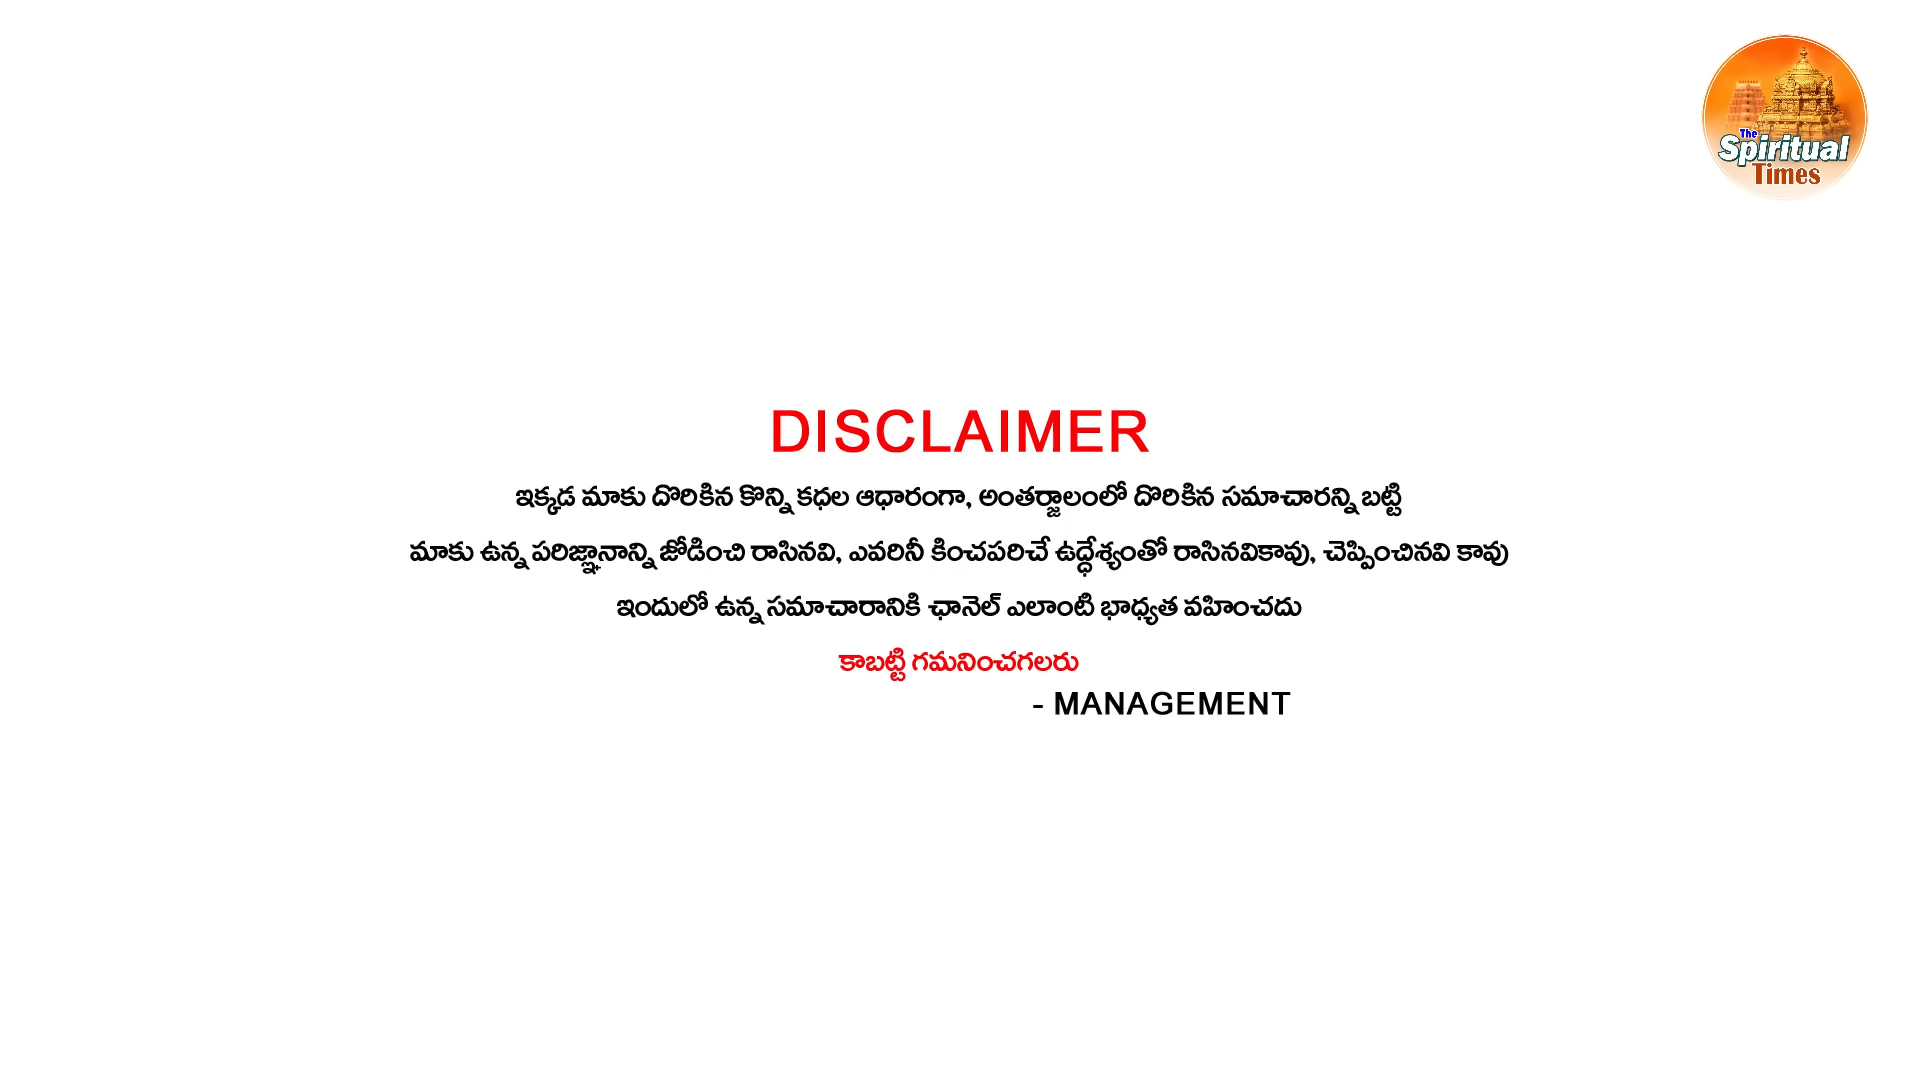 The
Spiritual
Times
DISCLAIMER
ఇక్కడ మాకు దొరికిన కొన్ని కధల ఆధారంగా, అంతర్జాలంలో దొరికిన సమాచారన్ని బట్టి
మాకు ఉన్న పరిజ్ఞానాన్ని జోడించి రాసినవి, ఎవరినీ కించపరిచే ఉద్ధేశ్యంతో రాసినవికావు, చెప్పించినవి కావు
ఇందులో ఉన్న సమాచారానికి ఛానెల్ ఎలాంటి భాధ్యత వహించదు
కాబట్టి గమనించగలరు
- MANAGEMENT